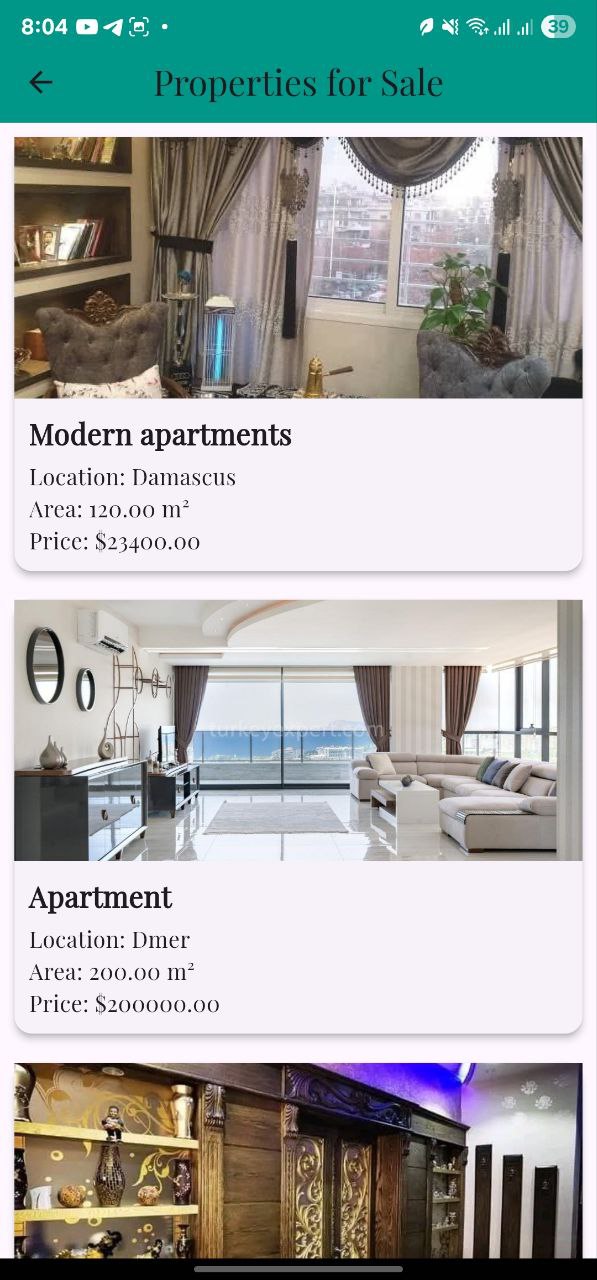 8:04
39
Properties for Sale
turkeyexpert.com
Modern apartments
Location: Damascus
Area: 120.00 m²
Price: $23400.00
Apartment
Location: Dmer
Area: 200.00 m²
Price: $200000.00